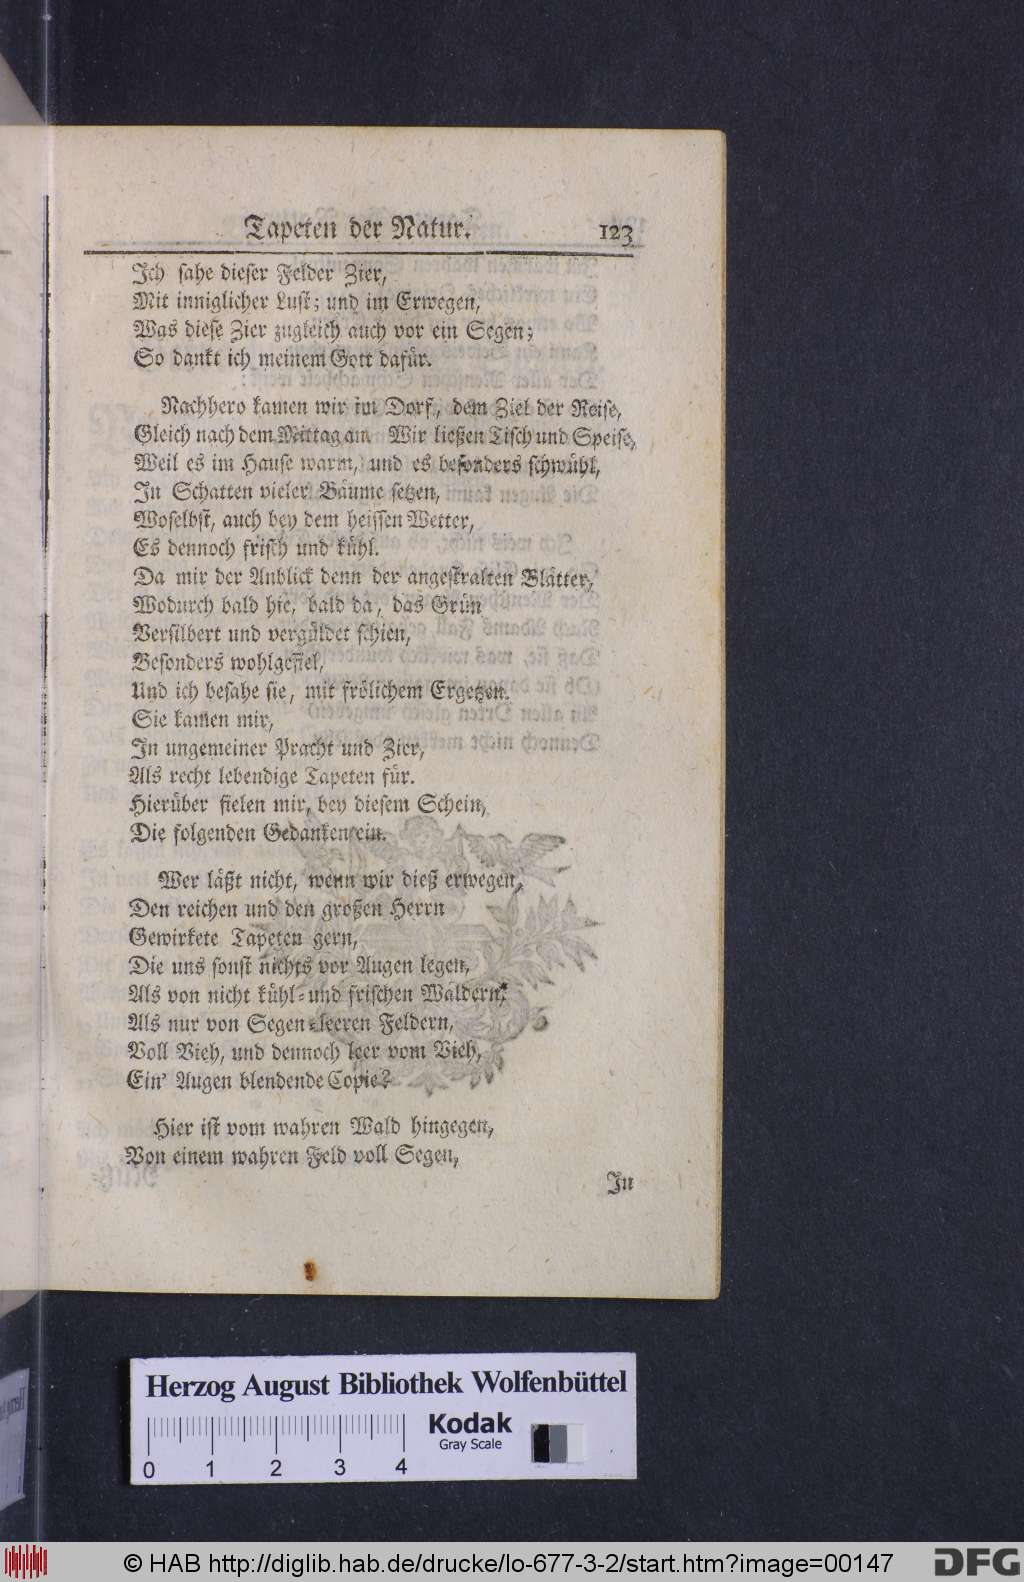 Tapeten der Natur. 123
Ich sahe dieser Felder Zier,
Mit inniglicher Lust; und im Erwegen,
Was diese Zier zugleich auch vor ein Segen;
So dankt ich meinem Gott dafür.
Nachhero kamen wir im Dorf, dem Ziel der Reise,
Gleich nach dem Mittag an. Wir ließen Tisch und Speise,
Weil es im Hause warm, und es besonders schwühl,
In Schatten vieler Bäume setzen,
Woselbst, auch bey dem heissen Wetter,
Es dennoch frisch und kühl.
Da mir der Anblick denn der angestralten Blätter,
Wodurch bald hie, bald da, das Grün
Versilbert und vergüldet schien,
Besonders wohlgefiel,
Und ich besahe sie, mit frölichem Ergetzen.
Sie kamen mir,
In ungemeiner Pracht und Zier,
Als recht lebendige Tapeten für.
Hierüber fielen mir, bey diesem Schein,
Die folgenden Gedanken ein.
Wer läßt nicht, wenn wir dieß erwegen,
Den reichen und den großen Herrn
Gewirkete Tapeten gern,
Die uns sonst nichts vor Augen legen,
Als von nicht kühl- und frischen Waldern,
Als nur von Segen-leeren Feldern,
Voll Vieh, und dennoch leer vom Vieh,
Ein' Augen blendende Copie?
Hier ist vom wahren Wald hingegen,
Von einem wahren Feld voll Segen,
In
Herzog August Bibliothek Wolfenbüttel
Kodak
Gray Scale
0 1 2 3 4
© HAB http://diglib.hab.de/drucke/lo-677-3-2/start.htm?image=00147
DFG